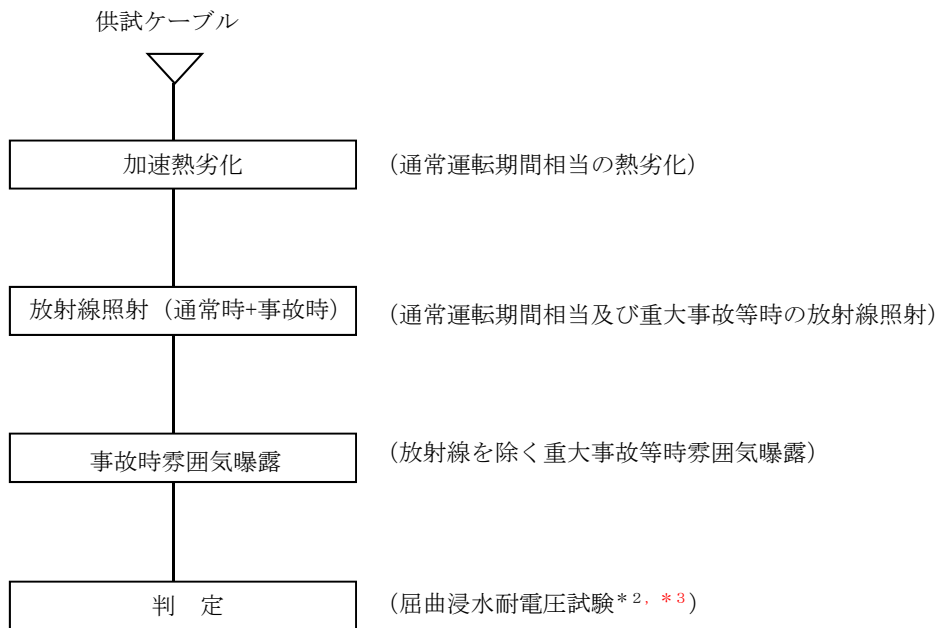 供試ケーブル
加速熱劣化 (通常運転期間相当の熱劣化)
放射線照射（通常時+事故時） (通常運転期間相当及び重大事故等時の放射線照射)
事故時雰囲気曝露 (放射線を除く重大事故等時雰囲気曝露)
判　定 (屈曲浸水耐電圧試験*2, *3)